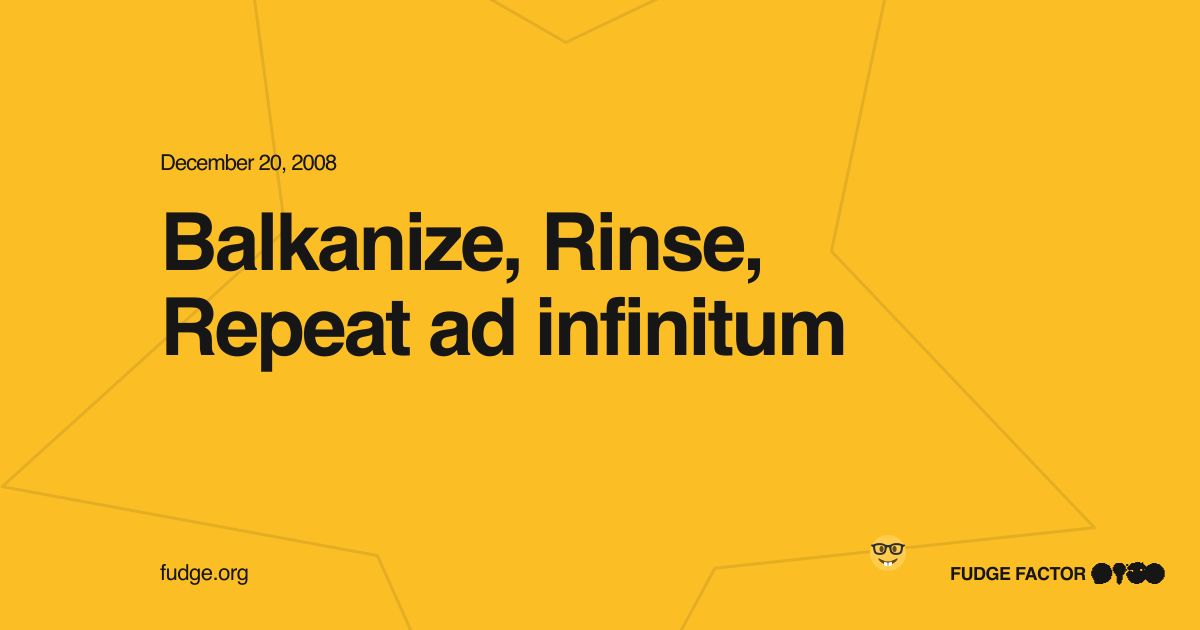 December 20, 2008
Balkanize, Rinse,
Repeat ad infinitum
fudge.org
FUDGE FACTOR